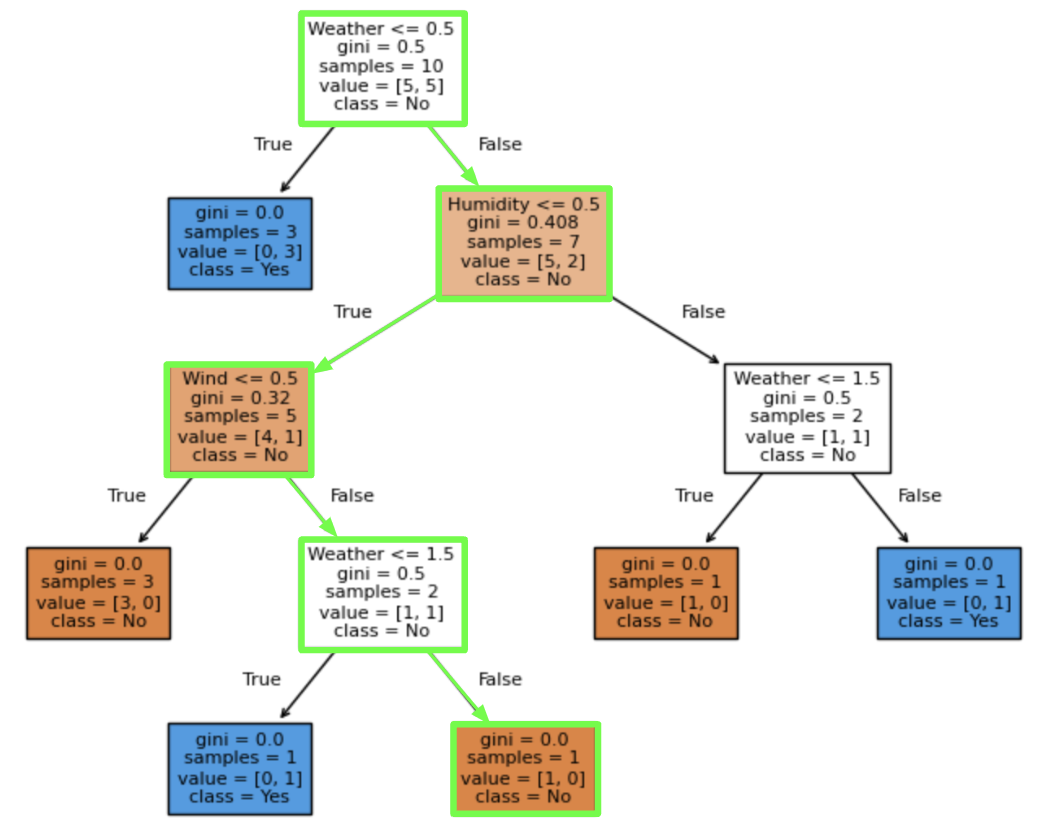 Weather <= 0.5
gini = 0.5
samples = 10
value = [5, 5]
class = No
True
False
gini = 0.0
samples = 3
value = [0, 3]
class = Yes
Humidity <= 0.5
gini = 0.408
samples = 7
value = [5, 2]
class = No
True
False
Wind <= 0.5
gini = 0.32
samples = 5
value = [4, 1]
class = No
Weather <= 1.5
gini = 0.5
samples = 2
value = [1, 1]
class = No
True
False
True
False
gini = 0.0
samples = 3
value = [3, 0]
class = No
Weather <= 1.5
gini = 0.5
samples = 2
value = [1, 1]
class = No
gini = 0.0
samples = 1
value = [1, 0]
class = No
gini = 0.0
samples = 1
value = [0, 1]
class = Yes
True
False
gini = 0.0
samples = 1
value = [0, 1]
class = Yes
gini = 0.0
samples = 1
value = [1, 0]
class = No